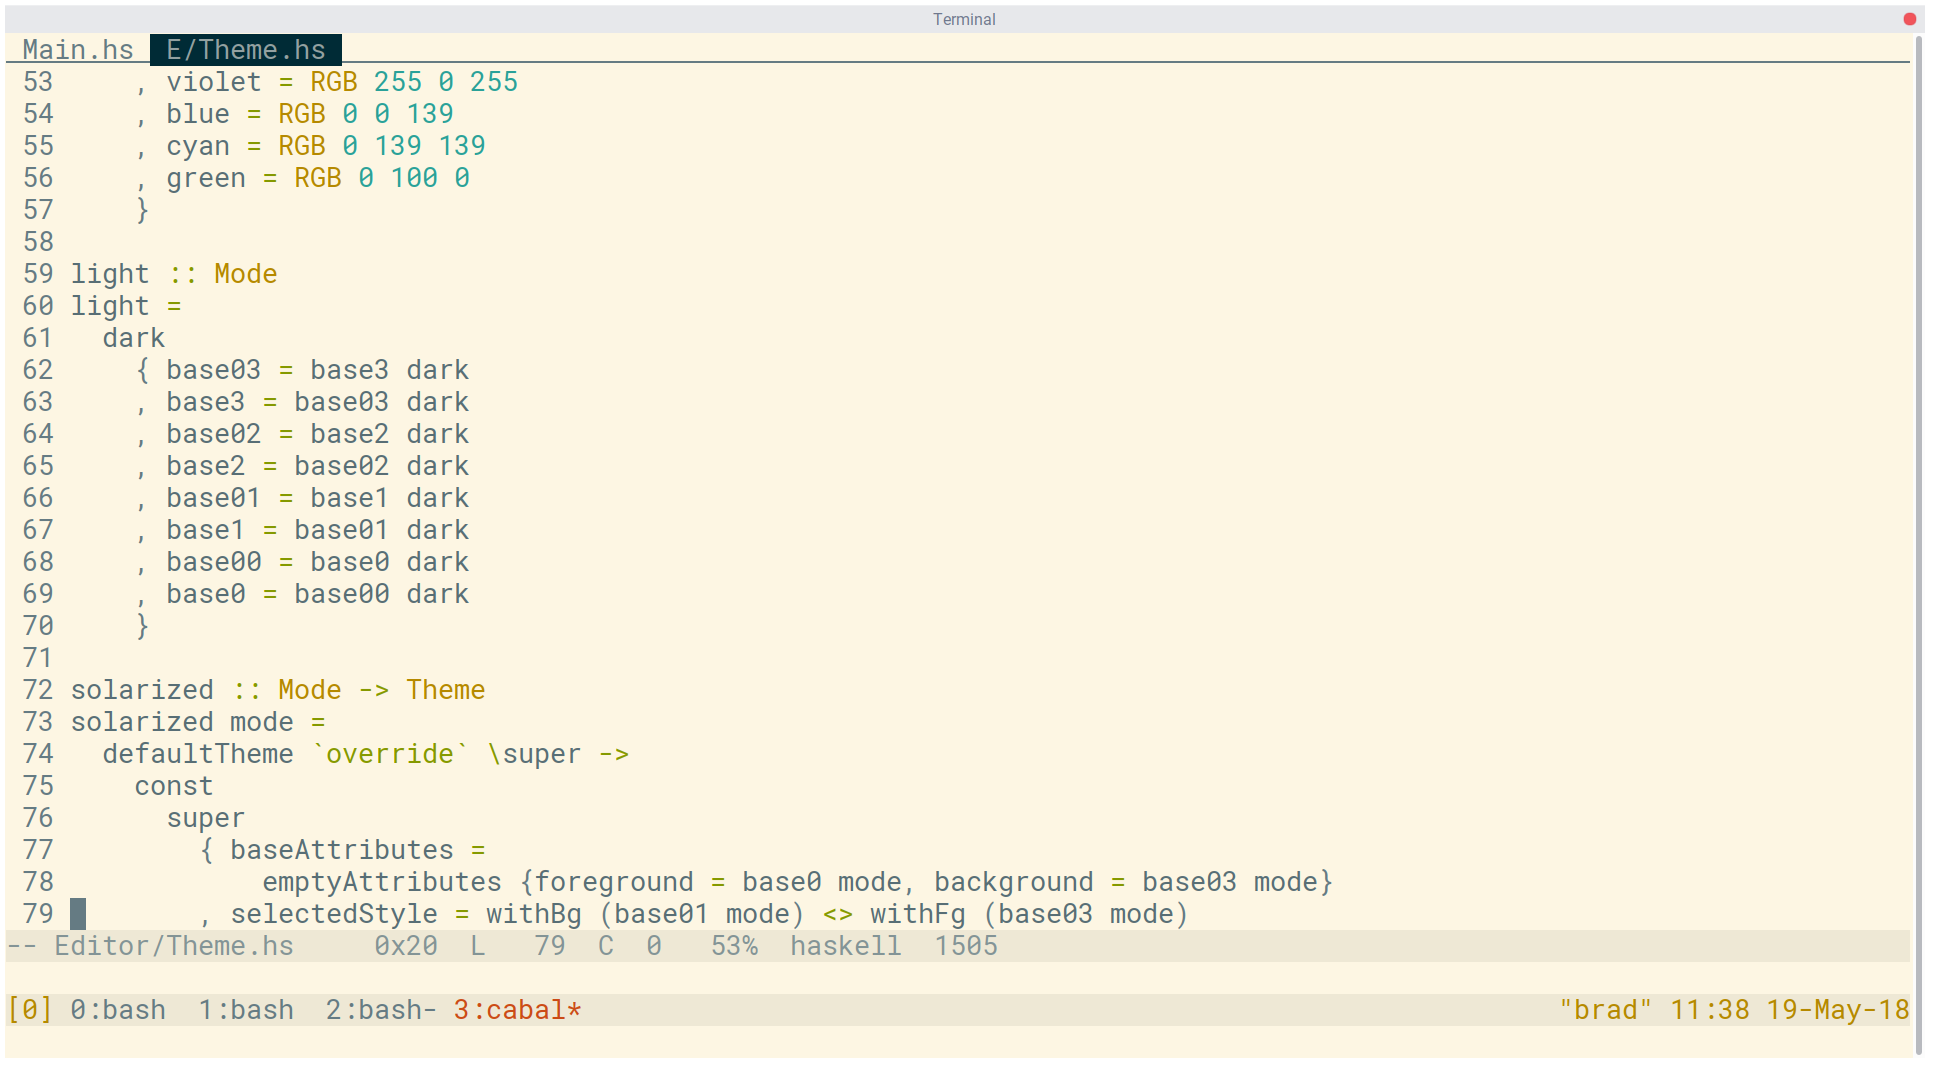 Terminal
Main.hs  E/Theme.hs
53     , violet = RGB 255 0 255
54     , blue = RGB 0 0 139
55     , cyan = RGB 0 139 139
56     , green = RGB 0 100 0
57     }
58
59 light :: Mode
60 light =
61   dark
62     { base03 = base3 dark
63     , base3 = base03 dark
64     , base02 = base2 dark
65     , base2 = base02 dark
66     , base01 = base1 dark
67     , base1 = base01 dark
68     , base00 = base0 dark
69     , base0 = base00 dark
70     }
71
72 solarized :: Mode -> Theme
73 solarized mode =
74   defaultTheme `override` \super ->
75     const
76       super
77         { baseAttributes =
78             emptyAttributes {foreground = base0 mode, background = base03 mode}
79         , selectedStyle = withBg (base01 mode) <> withFg (base03 mode)
-- Editor/Theme.hs     0x20  L   79  C  0   53%  haskell  1505
[0] 0:bash  1:bash  2:bash- 3:cabal*  "brad" 11:38 19-May-18